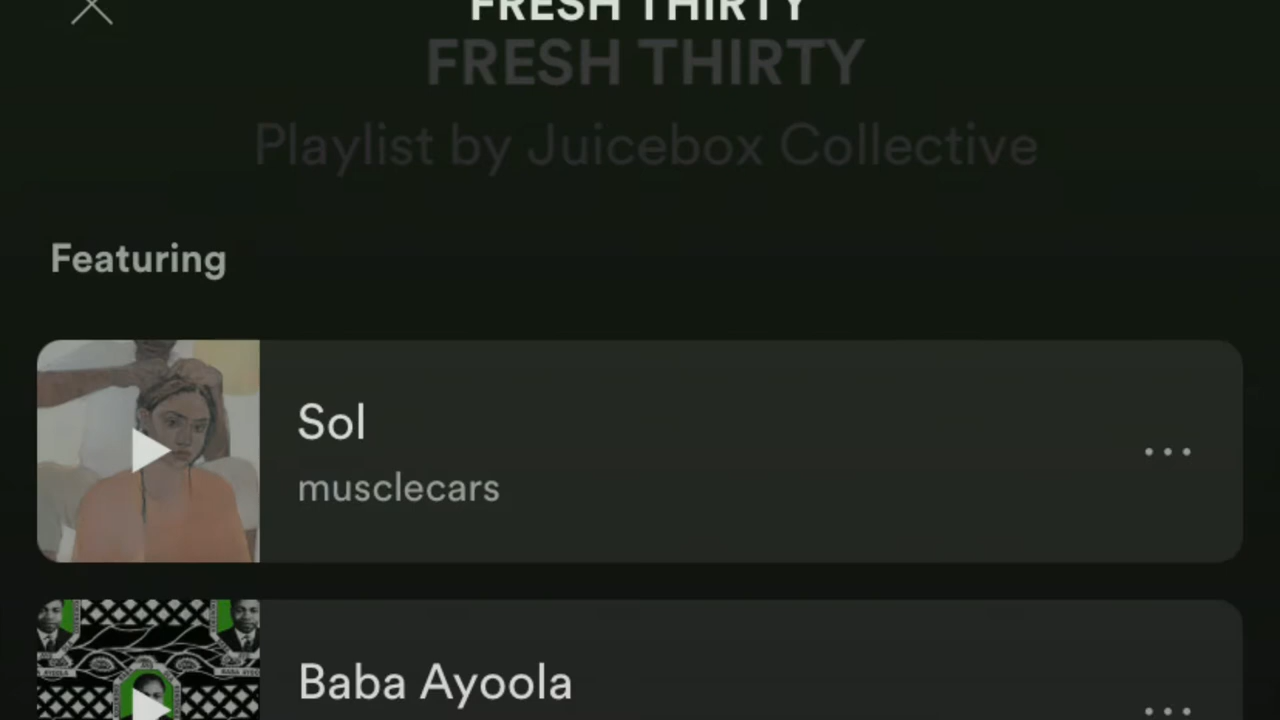 FRESH THIRTY
FRESH THIRTY
Playlist by Juicebox Collective
Featuring
Sol
musclecars
Baba Ayoola